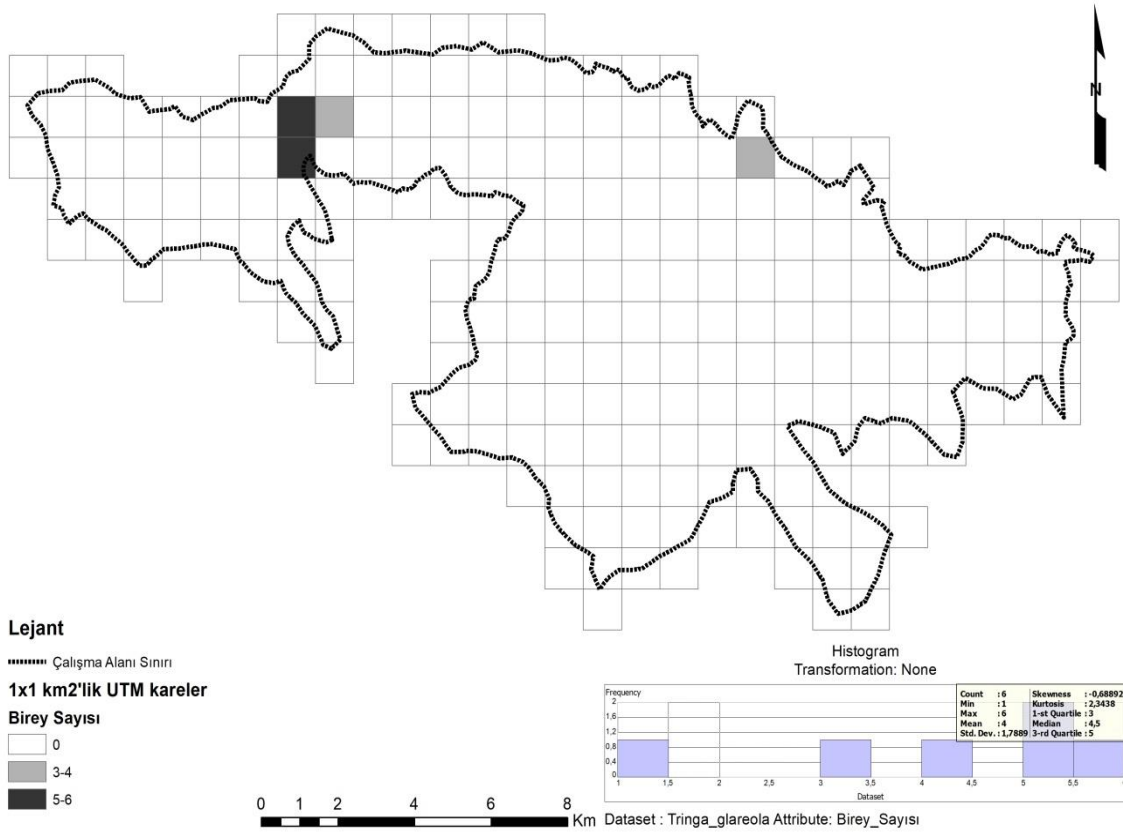 N
Lejant
Çalışma Alanı Sınırı
1x1 km2'lik UTM kareler
Birey Sayısı
0
3-4
5-6
0 1 2 4 6 8
Km
Histogram
Transformation: None
Frequency
2
1,6
1,2
0,8
0,4
0
1 1,5 2 2,5 3 3,5 4 4,5 5 5,5
Dataset
Count : 6 Skewness : -0,68892
Min : 1 Kurtosis : 2,3438
Max : 6 1-st Quartile : 3
Mean : 4 Median : 4,5
Std. Dev. : 1,7889 3-rd Quartile : 5
Dataset : Tringa_glareola Attribute: Birey_Sayısı